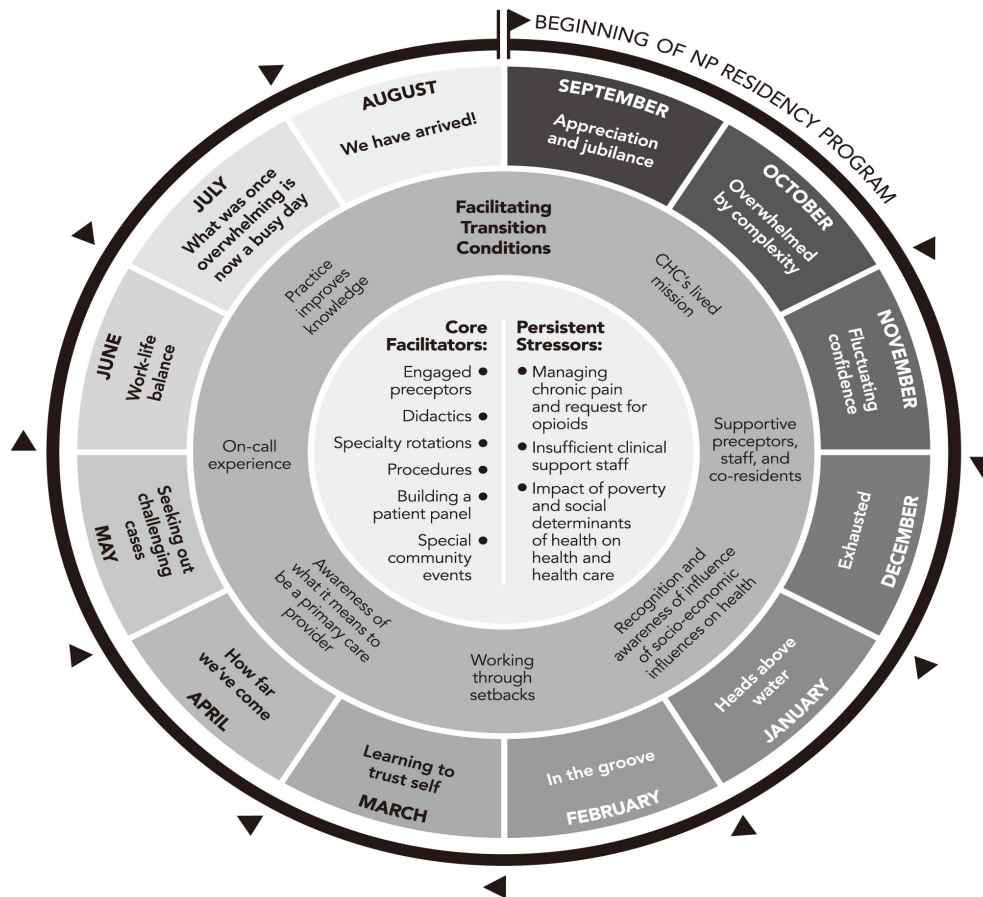 BEGINNING OF NP RESIDENCY PROGRAM
SEPTEMBER
Appreciation
and jubilance
OCTOBER
Overwhelmed
by complexity
NOVEMBER
Fluctuating
confidence
DECEMBER
Exhausted
JANUARY
Heads above
water
FEBRUARY
In the groove
MARCH
Learning to
trust self
APRIL
How far
we've come
MAY
Seeking out
challenging
cases
JUNE
Work-life
balance
JULY
What was once
overwhelming is
now a busy day
AUGUST
We have arrived!
Facilitating
Transition
Conditions
CHC's lived
mission
Supportive
preceptors,
staff, and
co-residents
Recognition and
awareness of influence
of socio-economic
influences on health
Working
through
setbacks
Awareness of
what it means to
be a primary care
provider
On-call
experience
Practice
improves
knowledge
Core
Facilitators:
Engaged
preceptors
Didactics
Specialty rotations
Procedures
Building a
patient panel
Special
community
events
Persistent
Stressors:
Managing
chronic pain
and request for
opioids
Insufficient clinical
support staff
Impact of poverty
and social
determinants
of health on
health and
health care